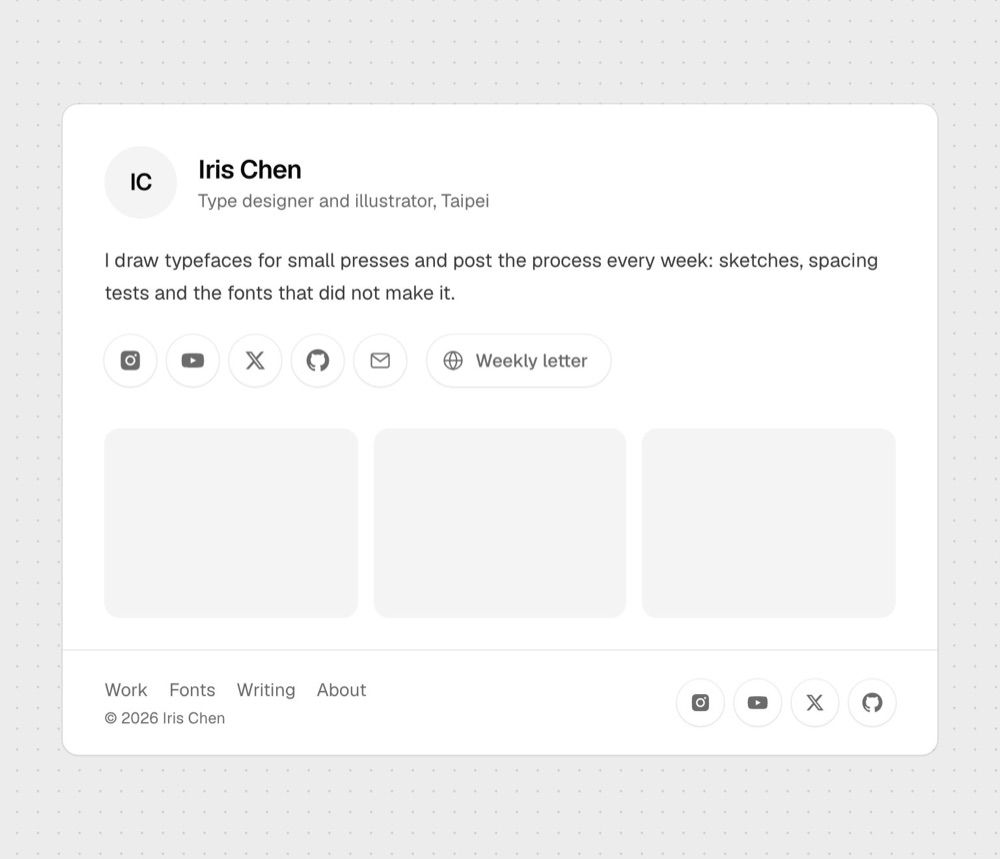 IC
Iris Chen
Type designer and illustrator, Taipei
I draw typefaces for small presses and post the process every week: sketches, spacing
tests and the fonts that did not make it.
Weekly letter
Work Fonts Writing About
© 2026 Iris Chen